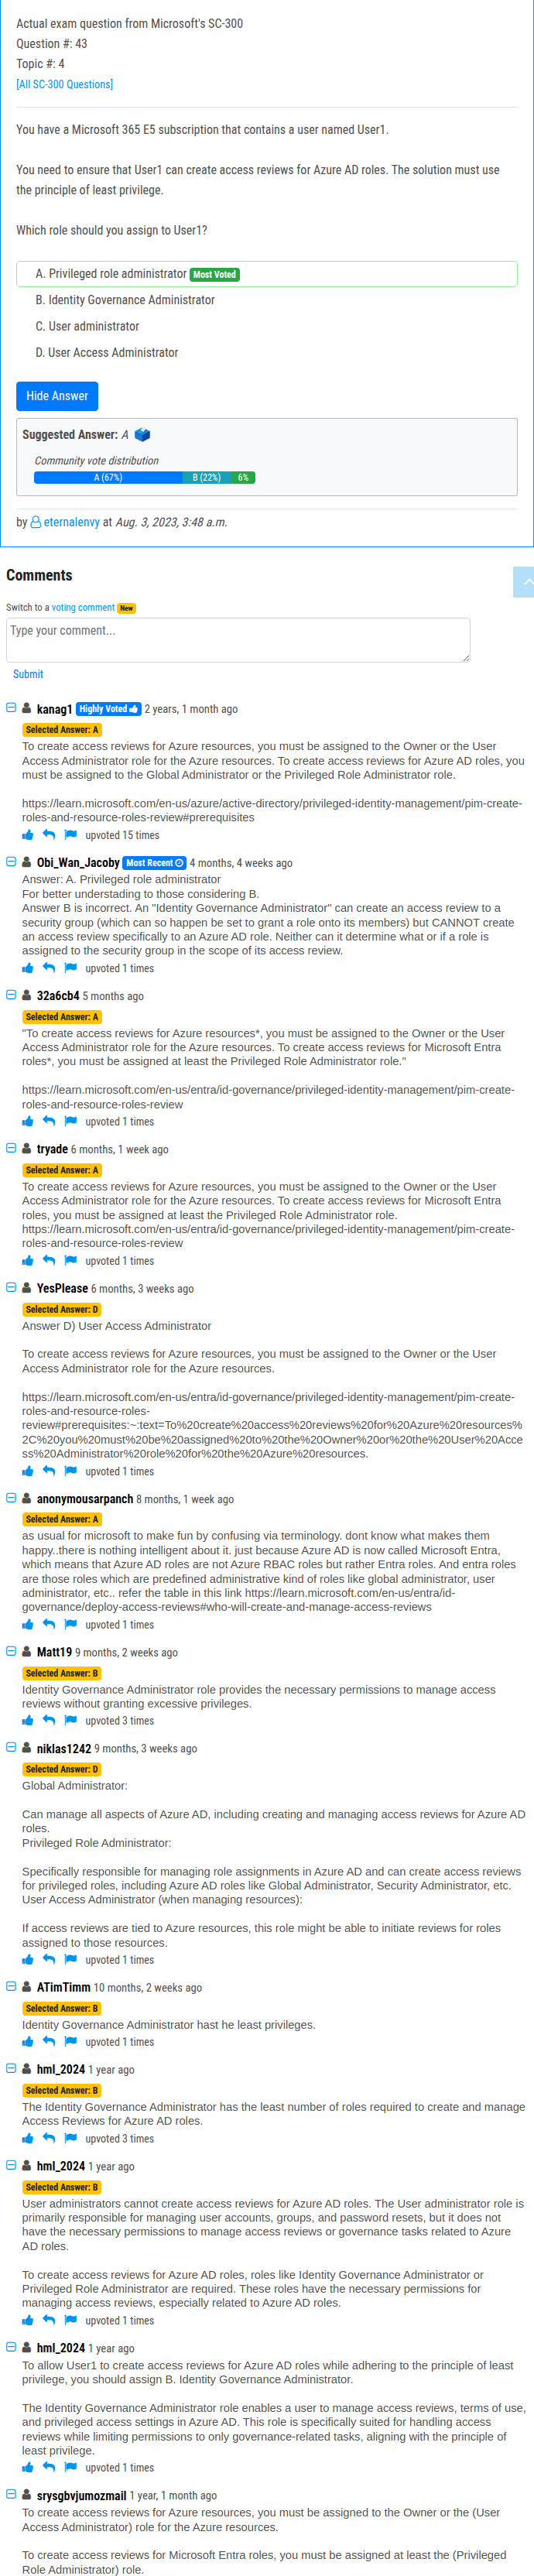 Actual exam question from Microsoft's SC-300
Question #: 43
Topic #: 4
[All SC-300 Questions]
You have a Microsoft 365 E5 subscription that contains a user named User1.
You need to ensure that User1 can create access reviews for Azure AD roles. The solution must use
the principle of least privilege.
Which role should you assign to User1?
A. Privileged role administrator Most Voted
B. Identity Governance Administrator
C. User administrator
D. User Access Administrator
Hide Answer
Suggested Answer: A
Community vote distribution
A (67%) B (22%) 6%
by eternalenvy at Aug. 3, 2023, 3:48 a.m.
Comments
Switch to a voting comment New
Type your comment...
Submit
kanag1 Highly Voted 2 years, 1 month ago
Selected Answer: A
To create access reviews for Azure resources, you must be assigned to the Owner or the User
Access Administrator role for the Azure resources. To create access reviews for Azure AD roles, you
must be assigned to the Global Administrator or the Privileged Role Administrator role.
https://learn.microsoft.com/en-us/azure/active-directory/privileged-identity-management/pim-create-
roles-and-resource-roles-review#prerequisites
upvoted 15 times
Obi_Wan_Jacoby Most Recent 4 months, 4 weeks ago
Answer: A. Privileged role administrator
For better understading to those considering B.
Answer B is incorrect. An "Identity Governance Administrator" can create an access review to a
security group (which can so happen be set to grant a role onto its members) but CANNOT create
an access review specifically to an Azure AD role. Neither can it determine what or if a role is
assigned to the security group in the scope of its access review.
upvoted 1 times
32a6cb4 5 months ago
Selected Answer: A
"To create access reviews for Azure resources*, you must be assigned to the Owner or the User
Access Administrator role for the Azure resources. To create access reviews for Microsoft Entra
roles*, you must be assigned at least the Privileged Role Administrator role."
https://learn.microsoft.com/en-us/entra/id-governance/privileged-identity-management/pim-create-
roles-and-resource-roles-review
upvoted 1 times
tryade 6 months, 1 week ago
Selected Answer: A
To create access reviews for Azure resources, you must be assigned to the Owner or the User
Access Administrator role for the Azure resources. To create access reviews for Microsoft Entra
roles, you must be assigned at least the Privileged Role Administrator role.
https://learn.microsoft.com/en-us/entra/id-governance/privileged-identity-management/pim-create-
roles-and-resource-roles-review
upvoted 1 times
YesPlease 6 months, 3 weeks ago
Selected Answer: D
Answer D) User Access Administrator
To create access reviews for Azure resources, you must be assigned to the Owner or the User
Access Administrator role for the Azure resources.
https://learn.microsoft.com/en-us/entra/id-governance/privileged-identity-management/pim-create-
roles-and-resource-roles-
review#prerequisites:~:text=To%20create%20access%20reviews%20for%20Azure%20resources%
2C%20you%20must%20be%20assigned%20to%20the%20Owner%20or%20the%20User%20Acce
ss%20Administrator%20role%20for%20the%20Azure%20resources.
upvoted 1 times
anonymousarpanch 8 months, 1 week ago
Selected Answer: A
as usual for microsoft to make fun by confusing via terminology. dont know what makes them
happy..there is nothing intelligent about it. just because Azure AD is now called Microsoft Entra,
which means that Azure AD roles are not Azure RBAC roles but rather Entra roles. And entra roles
are those roles which are predefined administrative kind of roles like global administrator, user
administrator, etc.. refer the table in this link https://learn.microsoft.com/en-us/entra/id-
governance/deploy-access-reviews#who-will-create-and-manage-access-reviews
upvoted 1 times
Matt19 9 months, 2 weeks ago
Selected Answer: B
Identity Governance Administrator role provides the necessary permissions to manage access
reviews without granting excessive privileges.
upvoted 3 times
niklas1242 9 months, 3 weeks ago
Selected Answer: D
Global Administrator:
Can manage all aspects of Azure AD, including creating and managing access reviews for Azure AD
roles.
Privileged Role Administrator:
Specifically responsible for managing role assignments in Azure AD and can create access reviews
for privileged roles, including Azure AD roles like Global Administrator, Security Administrator, etc.
User Access Administrator (when managing resources):
If access reviews are tied to Azure resources, this role might be able to initiate reviews for roles
assigned to those resources.
upvoted 1 times
ATimTimm 10 months, 2 weeks ago
Selected Answer: B
Identity Governance Administrator hast he least privileges.
upvoted 1 times
hml_2024 1 year ago
Selected Answer: B
The Identity Governance Administrator has the least number of roles required to create and manage
Access Reviews for Azure AD roles.
upvoted 3 times
hml_2024 1 year ago
Selected Answer: B
User administrators cannot create access reviews for Azure AD roles. The User administrator role is
primarily responsible for managing user accounts, groups, and password resets, but it does not
have the necessary permissions to manage access reviews or governance tasks related to Azure
AD roles.
To create access reviews for Azure AD roles, roles like Identity Governance Administrator or
Privileged Role Administrator are required. These roles have the necessary permissions for
managing access reviews, especially related to Azure AD roles.
upvoted 1 times
hml_2024 1 year ago
To allow User1 to create access reviews for Azure AD roles while adhering to the principle of least
privilege, you should assign B. Identity Governance Administrator.
The Identity Governance Administrator role enables a user to manage access reviews, terms of use,
and privileged access settings in Azure AD. This role is specifically suited for handling access
reviews while limiting permissions to only governance-related tasks, aligning with the principle of
least privilege.
upvoted 1 times
srysgbvjumozmail 1 year, 1 month ago
To create access reviews for Azure resources, you must be assigned to the Owner or the (User
Access Administrator) role for the Azure resources.
To create access reviews for Microsoft Entra roles, you must be assigned at least the (Privileged
Role Administrator) role.